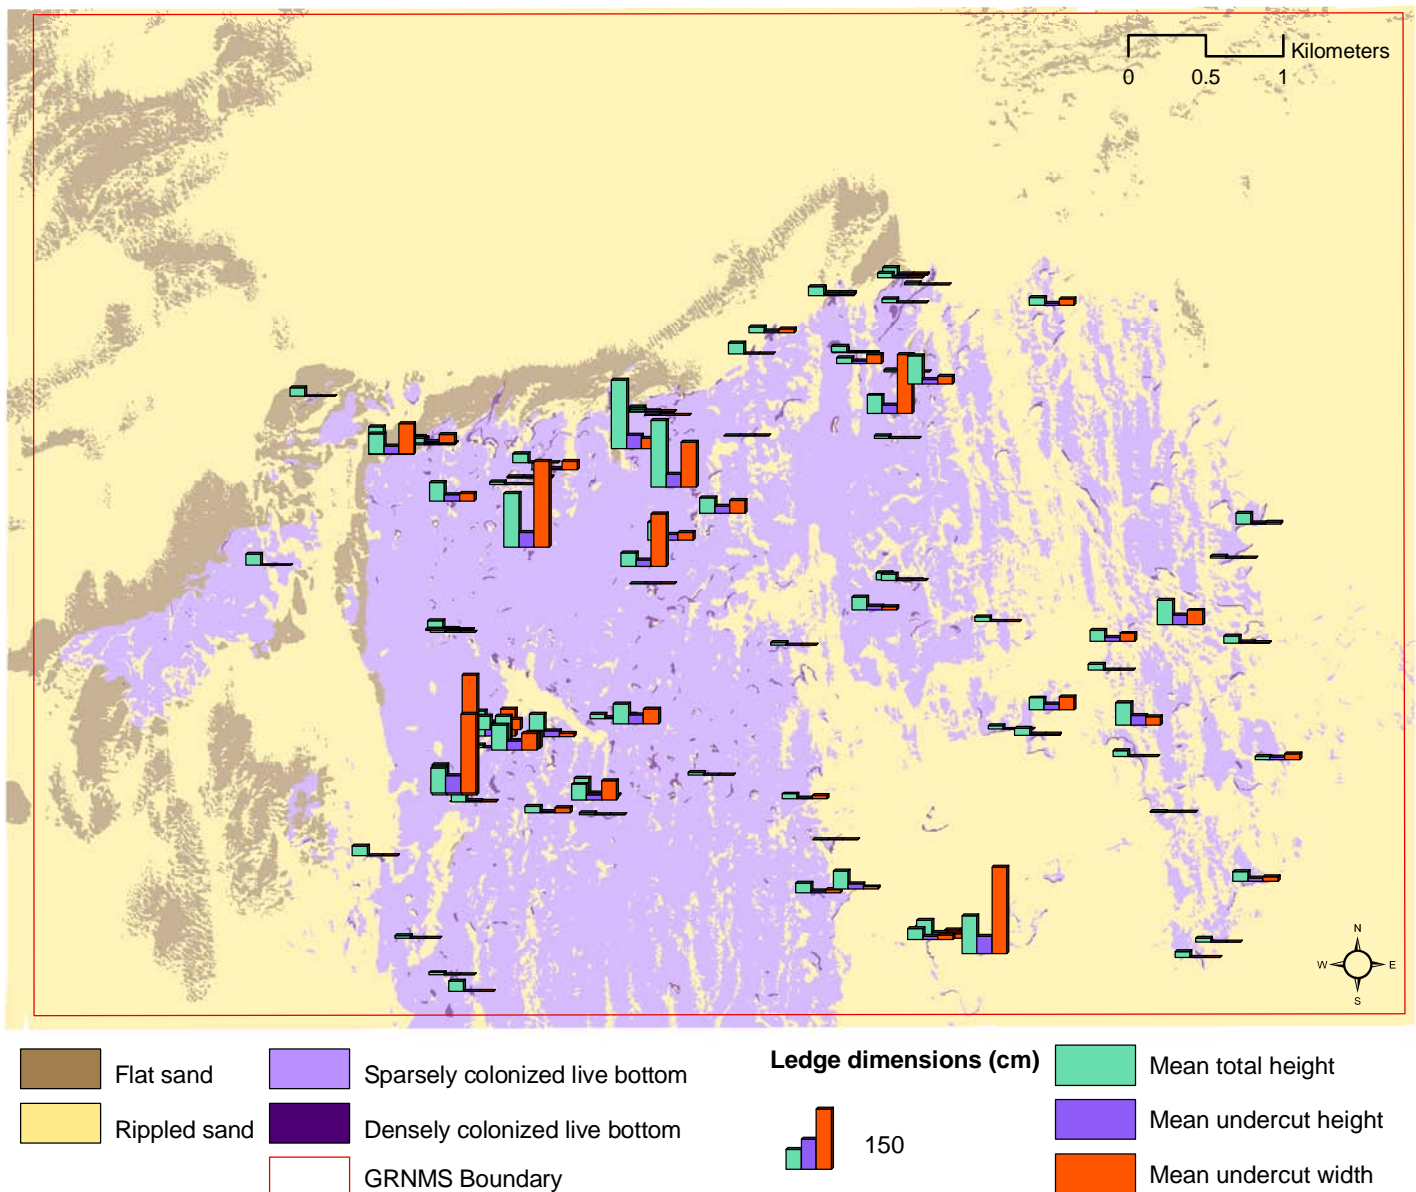 Kilometers
0 0.5 1
N
W E
S
Flat sand
Rippled sand
Sparsely colonized live bottom
Densely colonized live bottom
GRNMS Boundary
Ledge dimensions (cm)
150
Mean total height
Mean undercut height
Mean undercut width